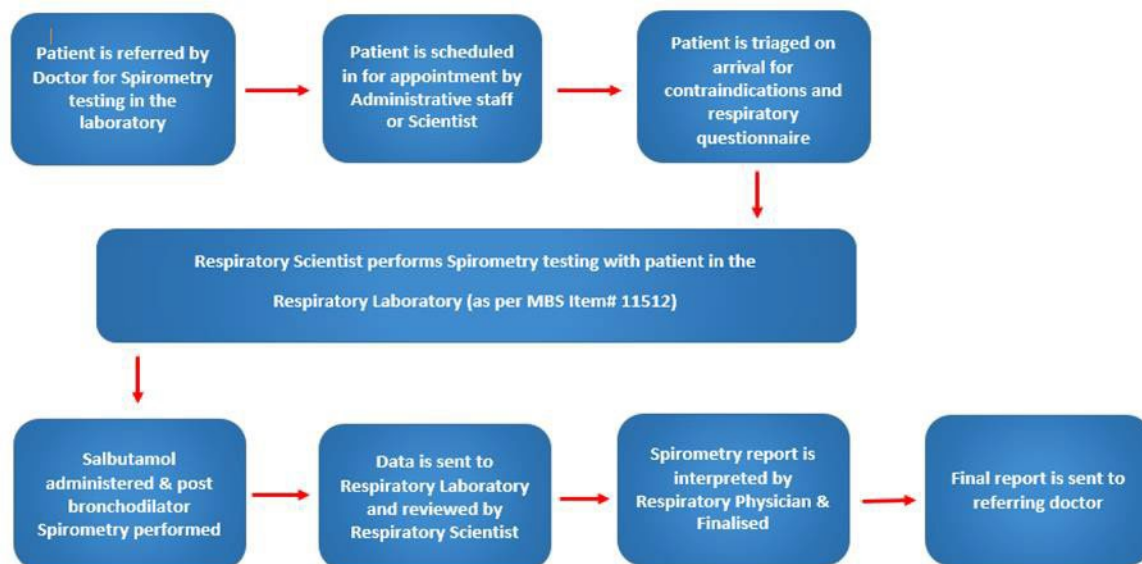 Patient is referred by
Doctor for Spirometry
testing in the
laboratory
Patient is scheduled
in for appointment by
Administrative staff
or Scientist
Patient is triaged on
arrival for
contraindications and
respiratory
questionnaire
Respiratory Scientist performs Spirometry testing with patient in the
Respiratory Laboratory (as per MBS Item# 11512)
Salbutamol
administered & post
bronchodilator
Spirometry performed
Data is sent to
Respiratory Laboratory
and reviewed by
Respiratory Scientist
Spirometry report is
interpreted by
Respiratory Physician &
Finalised
Final report is sent to
referring doctor